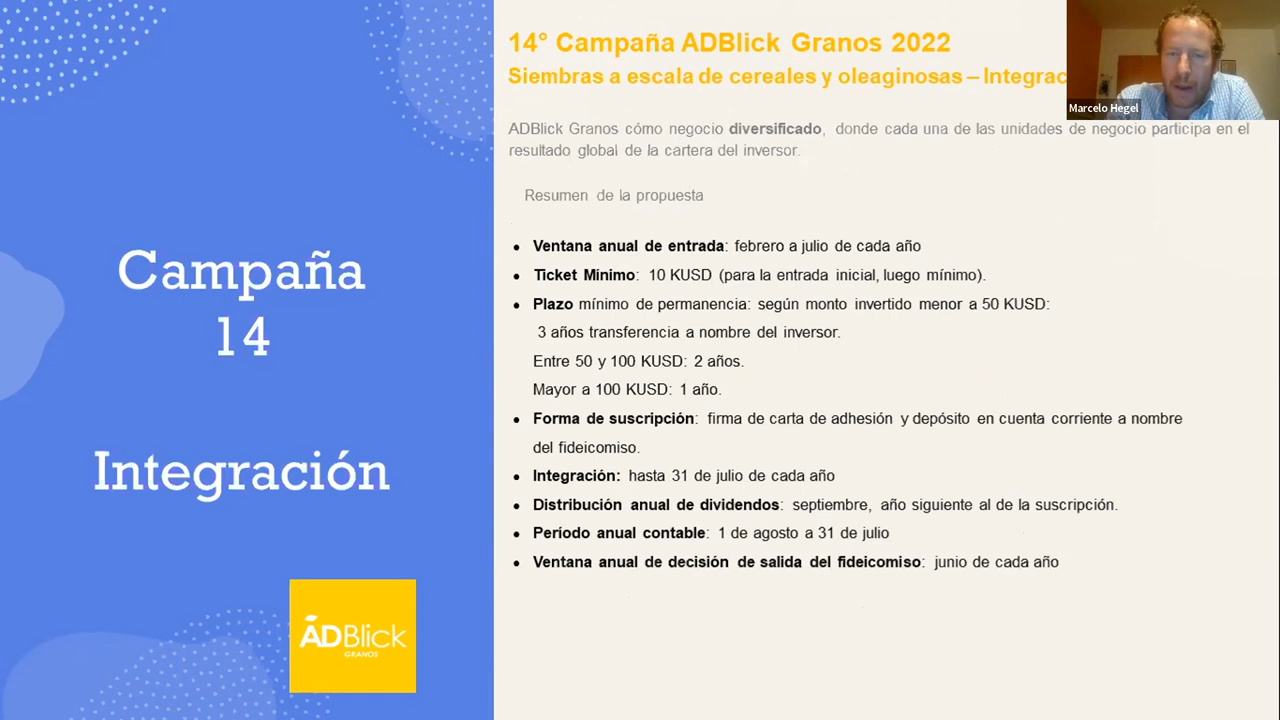 Campaña
14
Integración
ÁDBlick
GRANOS
14° Campaña ADBlick Granos 2022
Siembras a escala de cereales y oleaginosas – Integrac
Marcelo Hegel
ADBlick Granos cómo negocio diversificado, donde cada una de las unidades de negocio participa en el
resultado global de la cartera del inversor.
Resumen de la propuesta
• Ventana anual de entrada: febrero a julio de cada año
• Ticket Mínimo: 10 KUSD (para la entrada inicial, luego mínimo).
• Plazo mínimo de permanencia: según monto invertido menor a 50 KUSD:
3 años transferencia a nombre del inversor.
Entre 50 y 100 KUSD: 2 años.
Mayor a 100 KUSD: 1 año.
• Forma de suscripción: firma de carta de adhesión y depósito en cuenta corriente a nombre
del fideicomiso.
• Integración: hasta 31 de julio de cada año
• Distribución anual de dividendos: septiembre, año siguiente al de la suscripción.
• Período anual contable: 1 de agosto a 31 de julio
• Ventana anual de decisión de salida del fideicomiso: junio de cada año